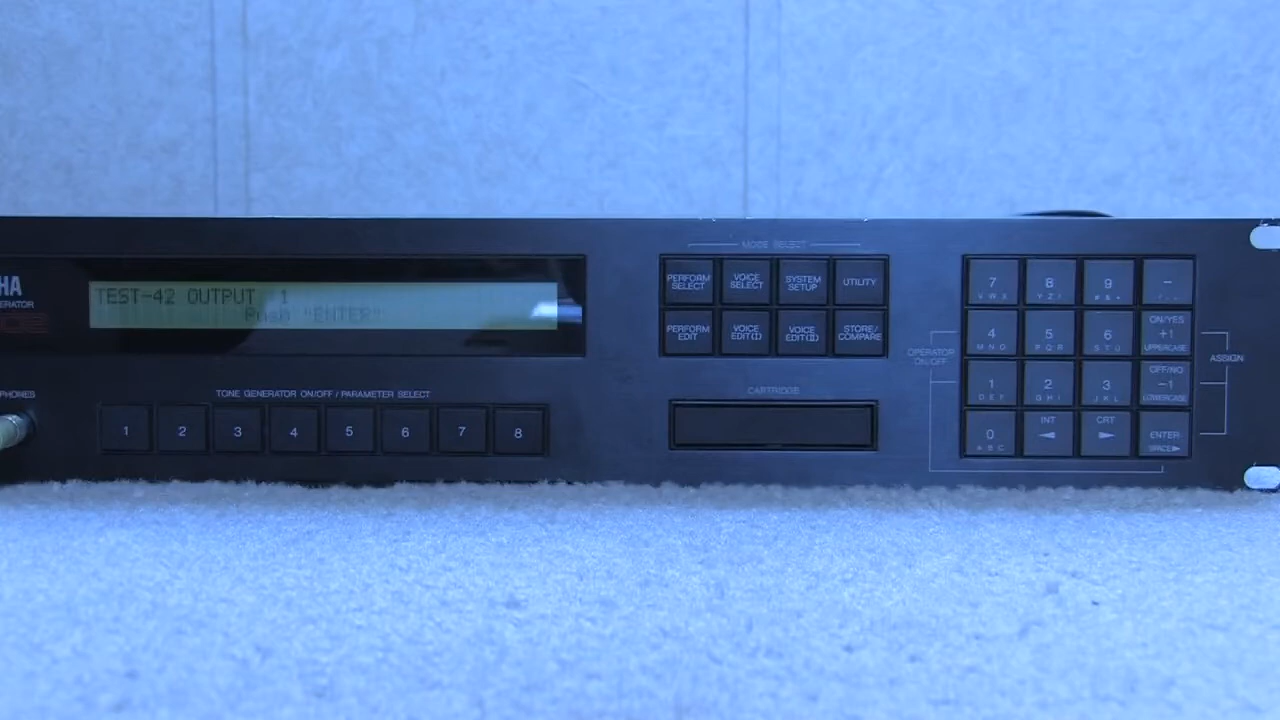 HA
ERATOR
TEST-42 OUTPUT 1
Push "ENTER"
PHONES
TONE GENERATOR ON/OFF / PARAMETER SELECT
1 2 3 4 5 6 7 8
MODE SELECT
PERFORM SELECT
VOICE SELECT
SYSTEM SETUP
UTILITY
PERFORM EDIT
VOICE EDIT(I)
VOICE EDIT(II)
STORE/COMPARE
CARTRIDGE
OPERATOR ON/OFF
7
V W X
8
Y Z !
9
# & *
-
4
M N O
5
P Q R
6
S T U
ON/YES
+1
UPPERCASE
1
D E F
2
G H I
3
J K L
OFF/NO
-1
LOWERCASE
0
A B C
INT
◄
CRT
►
ENTER
SPACE►
ASSIGN